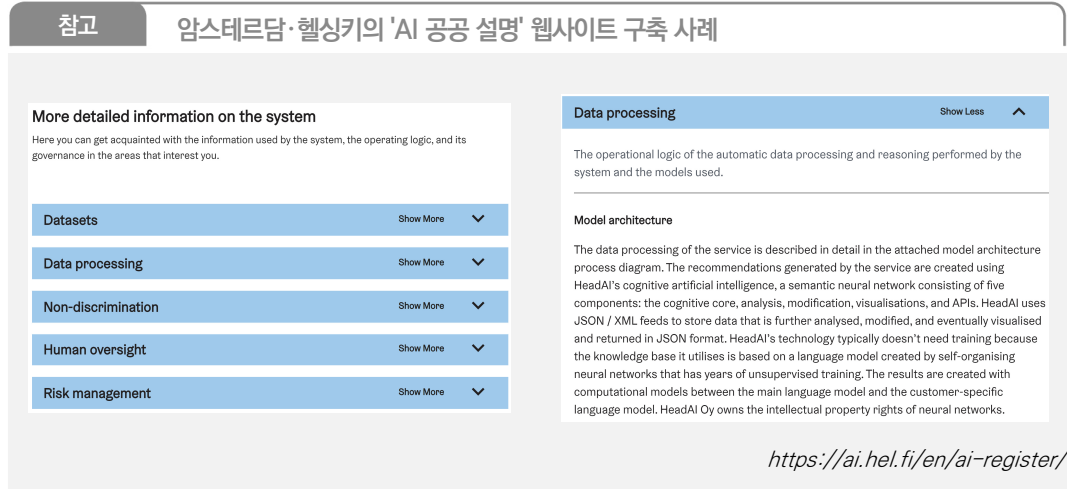 참고
암스테르담·헬싱키의 'AI 공공 설명' 웹사이트 구축 사례
More detailed information on the system
Here you can get acquainted with the information used by the system, the operating logic, and its
governance in the areas that interest you.
Datasets Show More
Data processing Show More
Non-discrimination Show More
Human oversight Show More
Risk management Show More
Data processing Show Less
The operational logic of the automatic data processing and reasoning performed by the
system and the models used.
Model architecture
The data processing of the service is described in detail in the attached model architecture
process diagram. The recommendations generated by the service are created using
HeadAI's cognitive artificial intelligence, a semantic neural network consisting of five
components: the cognitive core, analysis, modification, visualisations, and APIs. HeadAI uses
JSON / XML feeds to store data that is further analysed, modified, and eventually visualised
and returned in JSON format. HeadAI's technology typically doesn't need training because
the knowledge base it utilises is based on a language model created by self-organising
neural networks that has years of unsupervised training. The results are created with
computational models between the main language model and the customer-specific
language model. HeadAI Oy owns the intellectual property rights of neural networks.
https://ai.hel.fi/en/ai-register/